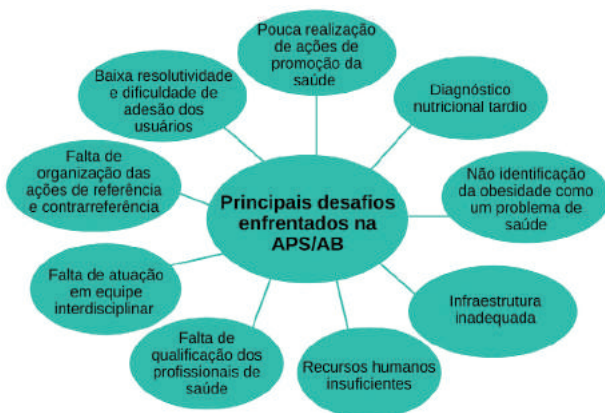 Pouca realização
de ações de
promoção da
saúde
Diagnóstico
nutricional tardio
Não identificação
da obesidade como
um problema de
saúde
Infraestrutura
inadequada
Recursos humanos
insuficientes
Falta de
qualificação dos
profissionais de
saúde
Falta de atuação
em equipe
interdisciplinar
Falta de
organização das
ações de referência
e contrarreferência
Baixa resolutividade
e dificuldade de
adesão dos
usuários
Principais desafios
enfrentados na
APS/AB